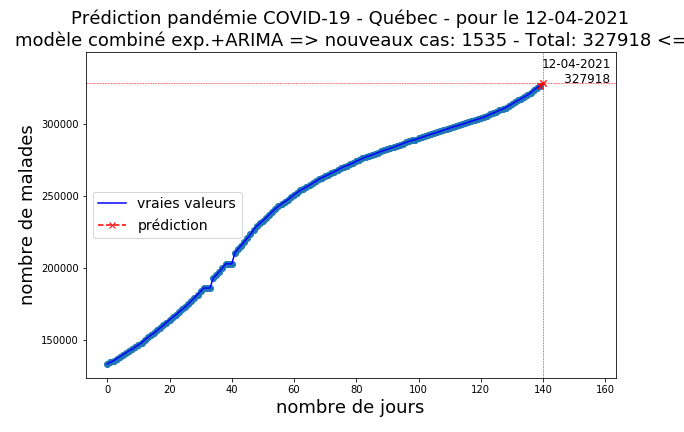 Prédiction pandémie COVID-19 - Québec - pour le 12-04-2021
modèle combiné exp.+ARIMA => nouveaux cas: 1535 - Total: 327918 <=
12-04-2021
327918
300000
250000
200000
150000
nombre de malades
vraies valeurs
prédiction
0 20 40 60 80 100 120 140 160
nombre de jours